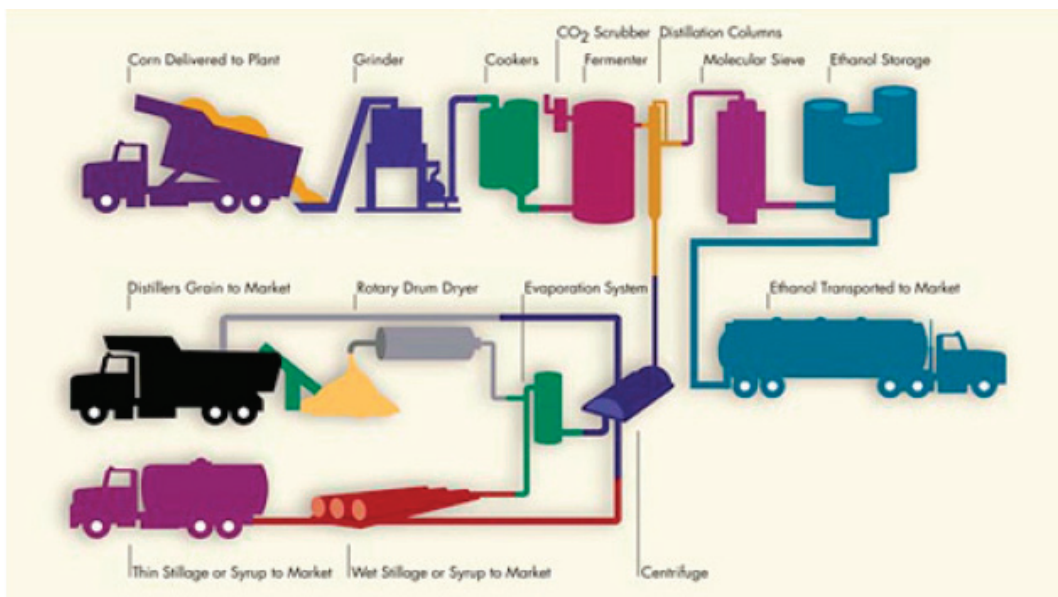 CO2 Scrubber
Distillation Columns
Corn Delivered to Plant
Grinder
Cookers
Fermenter
Molecular Sieve
Ethanol Storage
Distillers Grain to Market
Rotary Drum Dryer
Evaporation System
Ethanol Transported to Market
Thin Stillage or Syrup to Market
Wet Stillage or Syrup to Market
Centrifuge